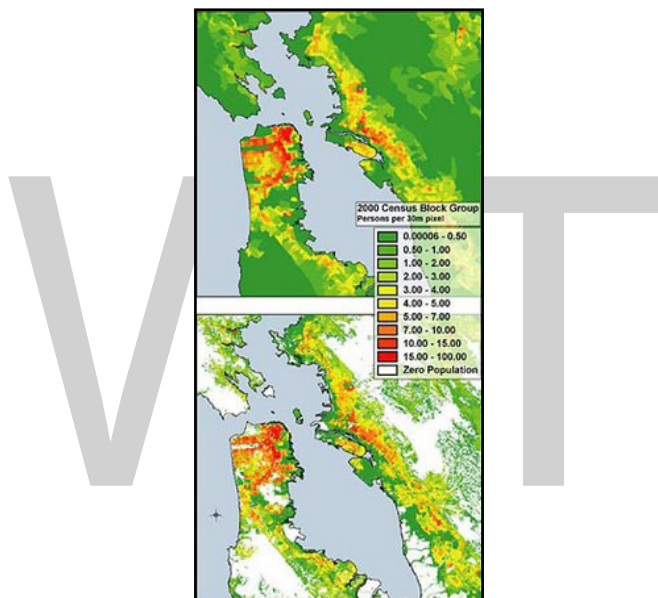 V T
2000 Census Block Group
Persons per 30m pixel
0.00006 - 0.50
0.50 - 1.00
1.00 - 2.00
2.00 - 3.00
3.00 - 4.00
4.00 - 5.00
5.00 - 7.00
7.00 - 10.00
10.00 - 15.00
15.00 - 100.00
Zero Population